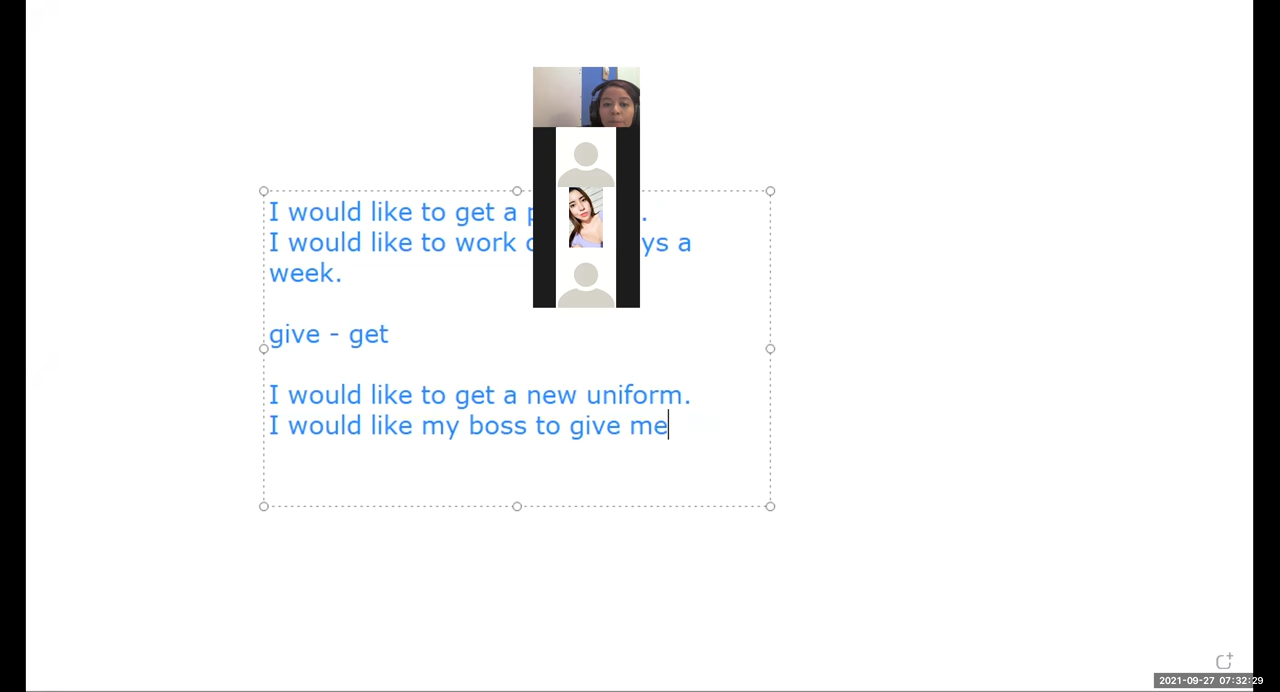 I would like to get a
I would like to work a
week.
give - get
I would like to get a new uniform.
I would like my boss to give me
2021-09-27 07:32:29